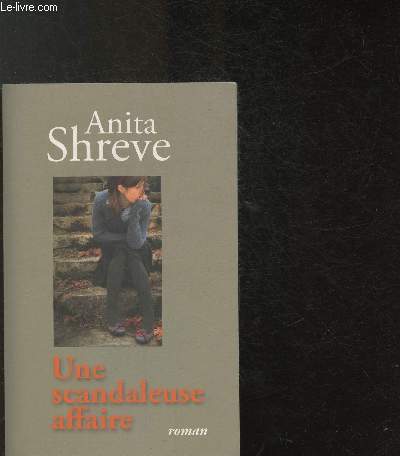 le-livre.com
Anita
Shreve
Une
scandaleuse
affaire
roman